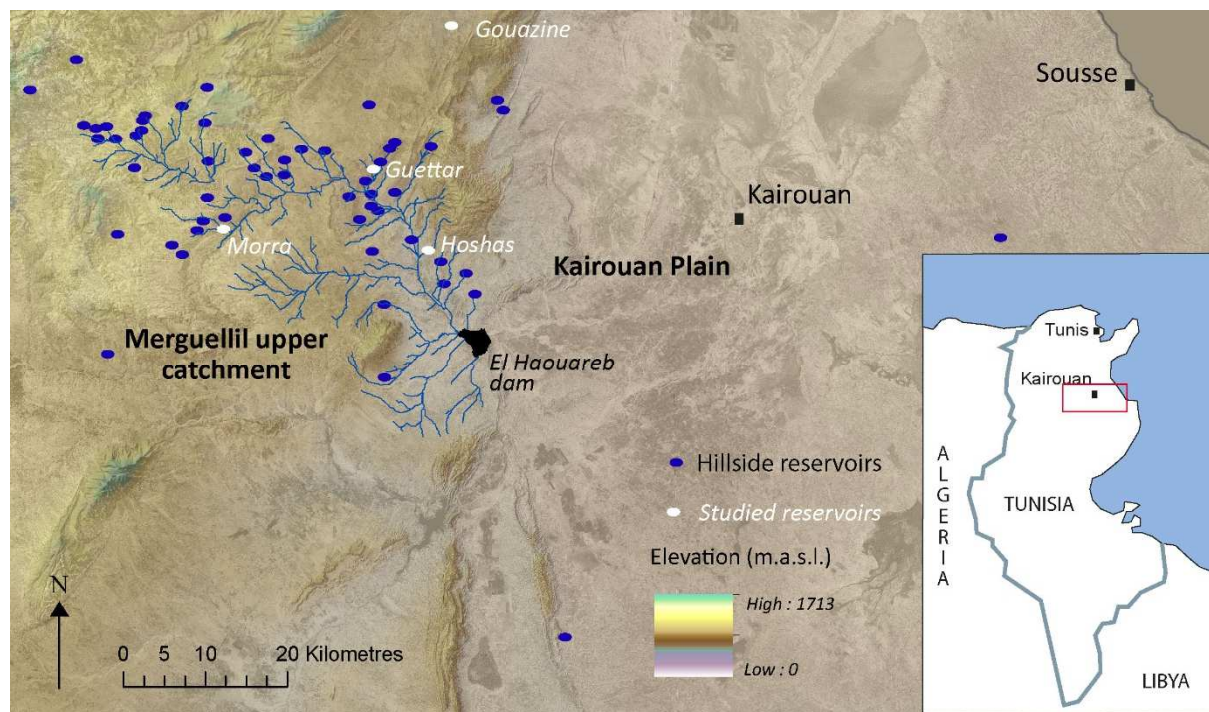 Gouazine
Sousse
Guettar
Kairouan
Morra
Hoshas
Kairouan Plain
Merguellil upper
catchment
El Haouareb
dam
Hillside reservoirs
Studied reservoirs
Elevation (m.a.s.l.)
High : 1713
Low : 0
N
0 5 10 20 Kilometres
Tunis
Kairouan
ALGERIA
TUNISIA
LIBYA